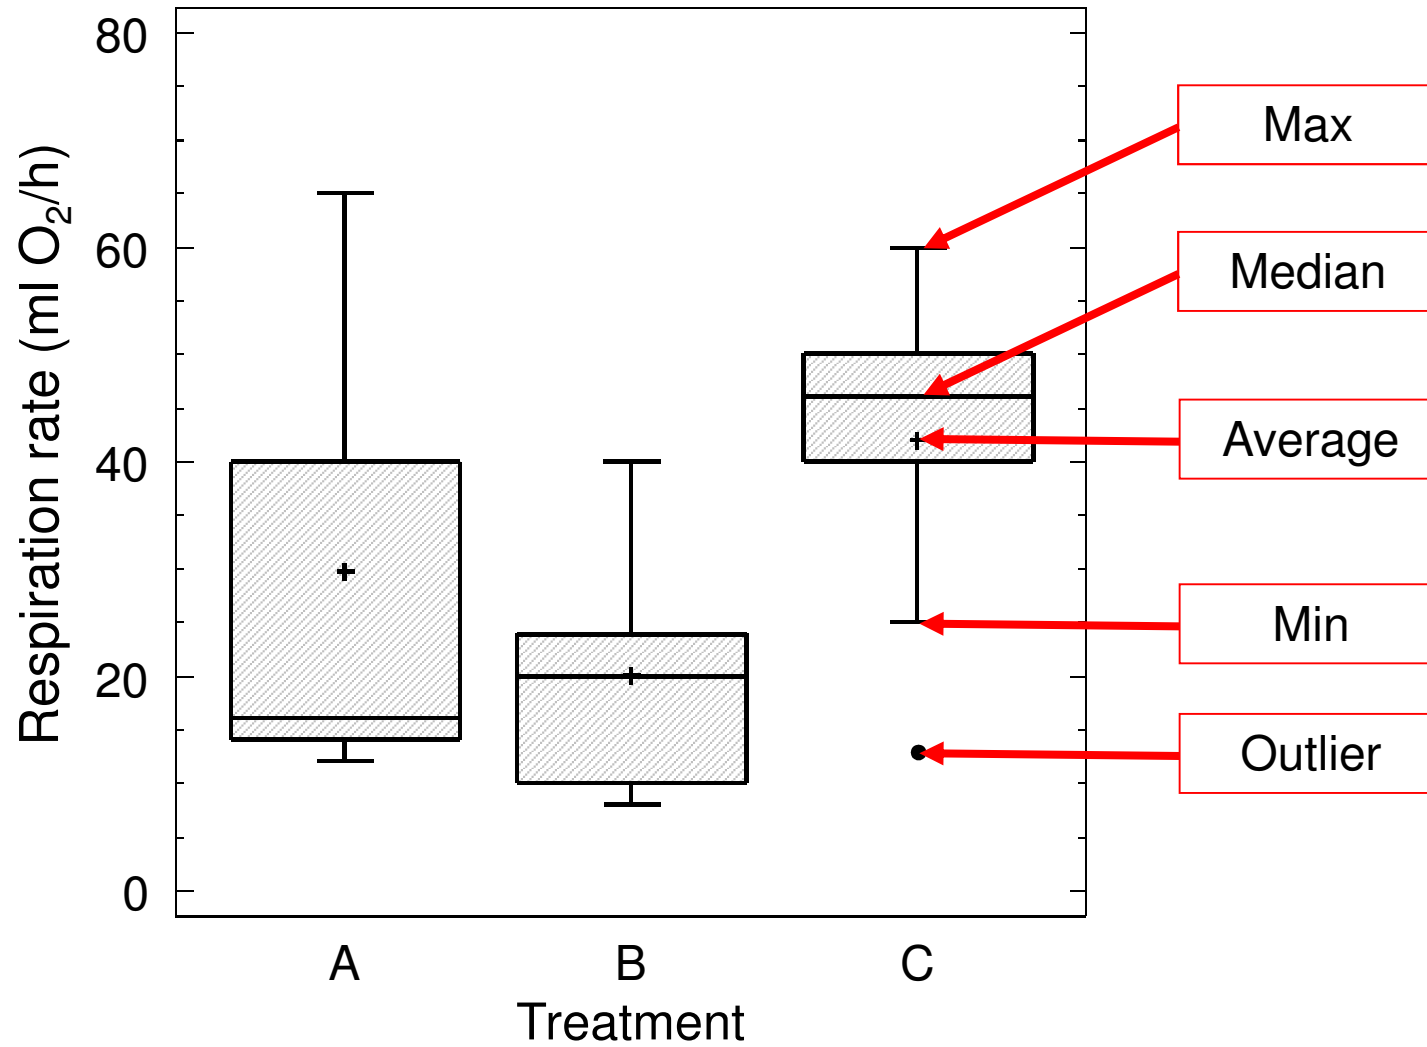 Respiration rate (ml O₂/h)
80
60
40
20
0
A B C
Treatment
Max
Median
Average
Min
Outlier